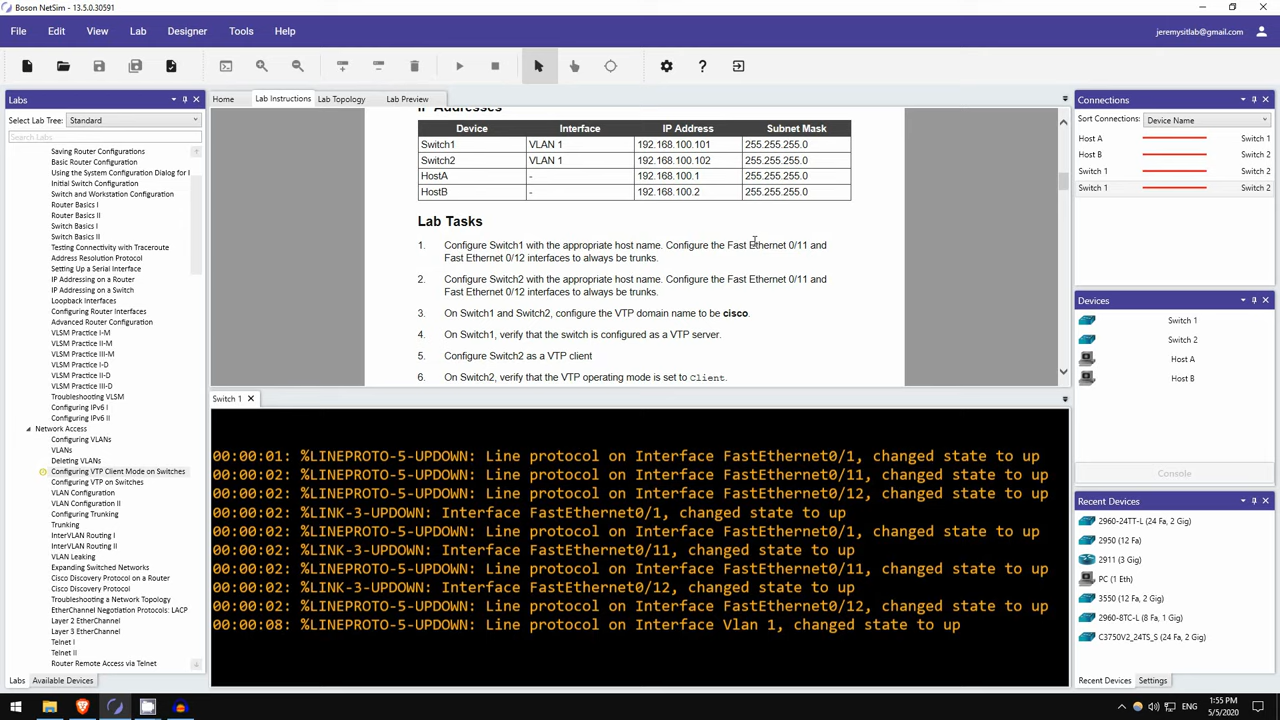 Boson NetSim - 13.5.0.30591
File Edit View Lab Designer Tools Help
jeremysitlab@gmail.com
Labs
Select Lab Tree: Standard
Search Labs
Saving Router Configurations
Basic Router Configuration
Using the System Configuration Dialog for I
Initial Switch Configuration
Switch and Workstation Configuration
Router Basics I
Router Basics II
Switch Basics I
Switch Basics II
Testing Connectivity with Traceroute
Address Resolution Protocol
Setting Up a Serial Interface
IP Addressing on a Router
IP Addressing on a Switch
Loopback Interfaces
Configuring Router Interfaces
Advanced Router Configuration
VLSM Practice I-M
VLSM Practice II-M
VLSM Practice III-M
VLSM Practice I-D
VLSM Practice II-D
VLSM Practice III-D
Troubleshooting VLSM
Configuring IPv6 I
Configuring IPv6 II
Network Access
Configuring VLANs
VLANs
Deleting VLANs
Configuring VTP Client Mode on Switches
Configuring VTP on Switches
VLAN Configuration
VLAN Configuration II
Configuring Trunking
Trunking
InterVLAN Routing I
InterVLAN Routing II
VLAN Leaking
Expanding Switched Networks
Cisco Discovery Protocol on a Router
Cisco Discovery Protocol
Troubleshooting a Network Topology
EtherChannel Negotiation Protocols: LACP
Layer 2 EtherChannel
Layer 3 EtherChannel
Telnet I
Telnet II
Router Remote Access via Telnet
Labs Available Devices
Home Lab Instructions Lab Topology Lab Preview
IP Addresses
Device Interface IP Address Subnet Mask
Switch1 VLAN 1 192.168.100.101 255.255.255.0
Switch2 VLAN 1 192.168.100.102 255.255.255.0
HostA - 192.168.100.1 255.255.255.0
HostB - 192.168.100.2 255.255.255.0
Lab Tasks
1. Configure Switch1 with the appropriate host name. Configure the Fast Ethernet 0/11 and
Fast Ethernet 0/12 interfaces to always be trunks.
2. Configure Switch2 with the appropriate host name. Configure the Fast Ethernet 0/11 and
Fast Ethernet 0/12 interfaces to always be trunks.
3. On Switch1 and Switch2, configure the VTP domain name to be cisco.
4. On Switch1, verify that the switch is configured as a VTP server.
5. Configure Switch2 as a VTP client
6. On Switch2, verify that the VTP operating mode is set to Client.
Switch 1
00:00:01: %LINEPROTO-5-UPDOWN: Line protocol on Interface FastEthernet0/1, changed state to up
00:00:02: %LINEPROTO-5-UPDOWN: Line protocol on Interface FastEthernet0/11, changed state to up
00:00:02: %LINEPROTO-5-UPDOWN: Line protocol on Interface FastEthernet0/12, changed state to up
00:00:02: %LINK-3-UPDOWN: Interface FastEthernet0/1, changed state to up
00:00:02: %LINEPROTO-5-UPDOWN: Line protocol on Interface FastEthernet0/1, changed state to up
00:00:02: %LINK-3-UPDOWN: Interface FastEthernet0/11, changed state to up
00:00:02: %LINEPROTO-5-UPDOWN: Line protocol on Interface FastEthernet0/11, changed state to up
00:00:02: %LINK-3-UPDOWN: Interface FastEthernet0/12, changed state to up
00:00:02: %LINEPROTO-5-UPDOWN: Line protocol on Interface FastEthernet0/12, changed state to up
00:00:08: %LINEPROTO-5-UPDOWN: Line protocol on Interface Vlan 1, changed state to up
Connections
Sort Connections: Device Name
Host A Switch 1
Host B Switch 2
Switch 1 Switch 2
Switch 1 Switch 2
Devices
Switch 1
Switch 2
Host A
Host B
Console
Recent Devices
2960-24TT-L (24 Fa, 2 Gig)
2950 (12 Fa)
2911 (3 Gig)
PC (1 Eth)
3550 (12 Fa, 2 Gig)
2960-8TC-L (8 Fa, 1 Gig)
C3750V2_24TS_S (24 Fa, 2 Gig)
Recent Devices Settings
ENG
1:55 PM
5/5/2020